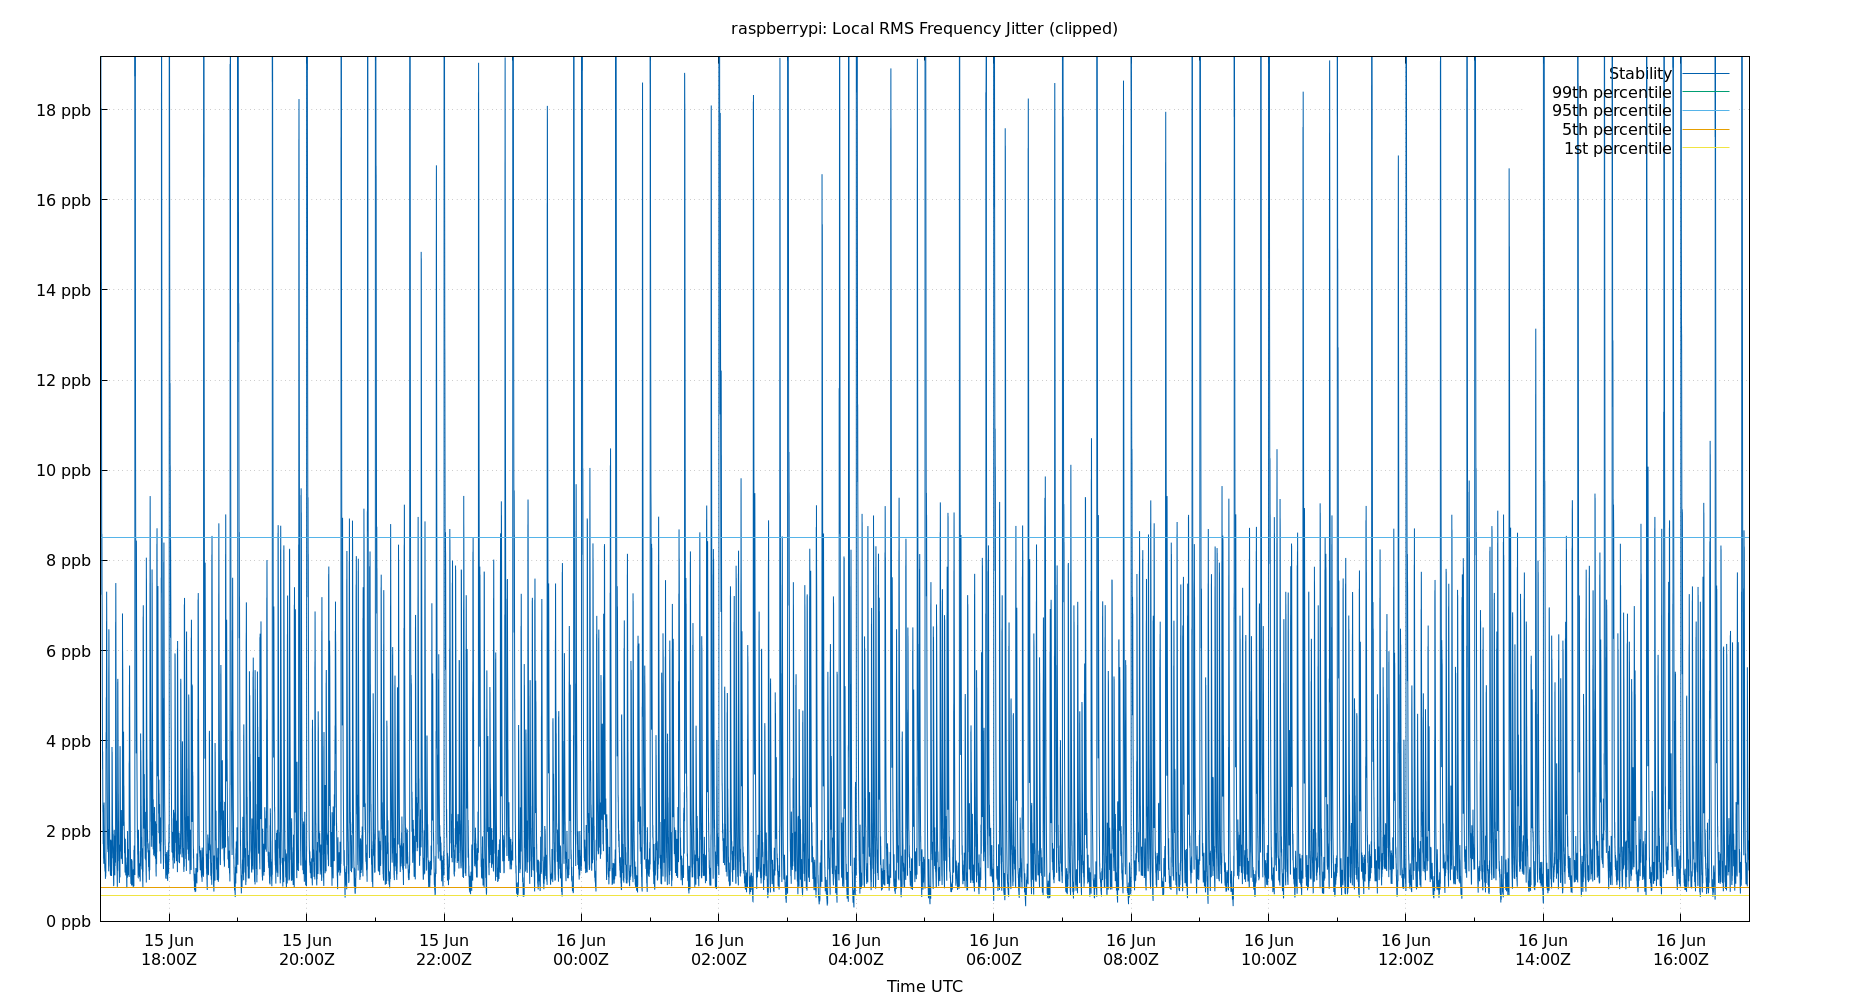 raspberrypi: Local RMS Frequency Jitter (clipped)
Stability
99th percentile
95th percentile
5th percentile
1st percentile
18 ppb
16 ppb
14 ppb
12 ppb
10 ppb
8 ppb
6 ppb
4 ppb
2 ppb
0 ppb
15 Jun 15 Jun 15 Jun 16 Jun 16 Jun 16 Jun 16 Jun 16 Jun 16 Jun 16 Jun 16 Jun 16 Jun
18:00Z 20:00Z 22:00Z 00:00Z 02:00Z 04:00Z 06:00Z 08:00Z 10:00Z 12:00Z 14:00Z 16:00Z
Time UTC